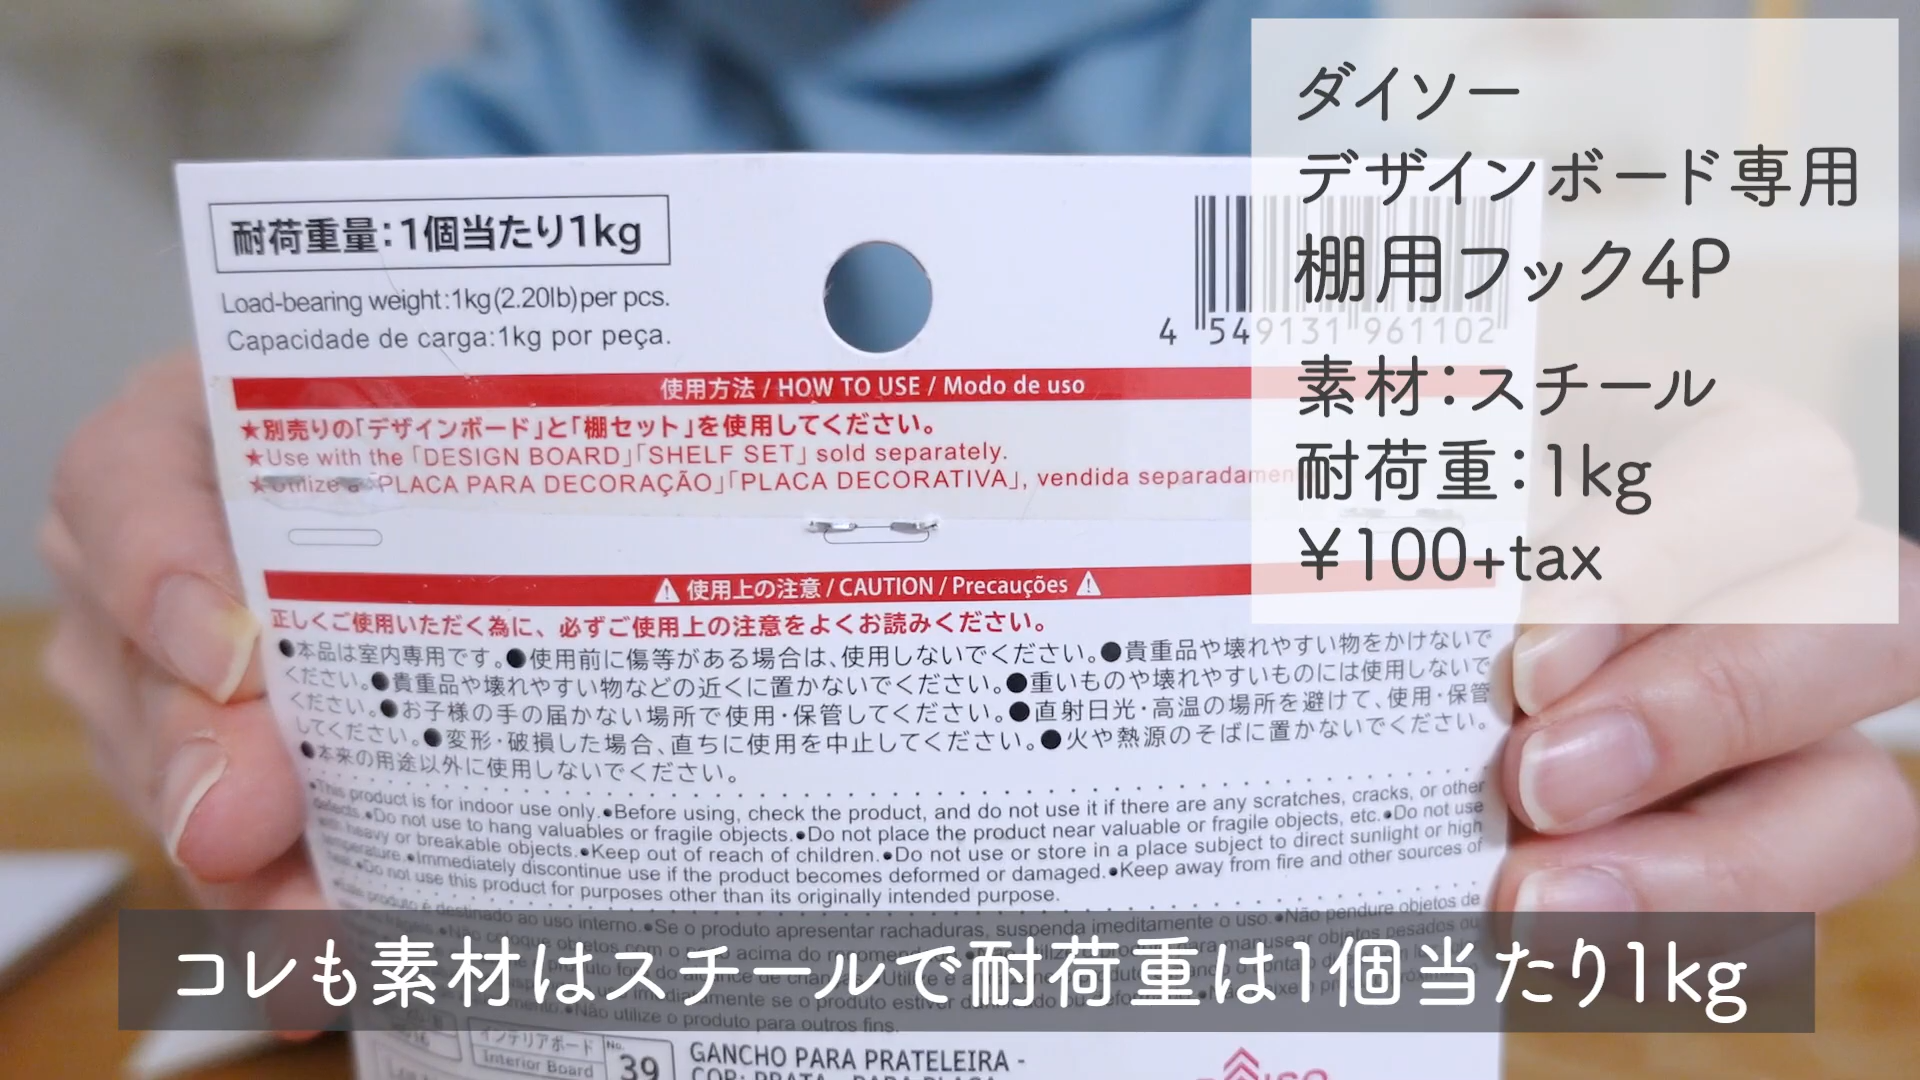 ダイソー
デザインボード専用
棚用フック4P
素材：スチール
耐荷重：1kg
¥100+tax
耐荷重量：1個当たり1kg
Load-bearing weight:1kg(2.20lb)per pcs.
Capacidade de carga:1kg por peça.
4 549131 961102
使用方法 / HOW TO USE / Modo de uso
★別売りの「デザインボード」と「棚セット」を使用してください。
★Use with the「DESIGN BOARD」「SHELF SET」sold separately.
PLACA PARA DECORAÇÃO」「PLACA DECORATIVA」, vendida separadamen
⚠ 使用上の注意 / CAUTION / Precauções ⚠
正しくご使用いただく為に、必ずご使用上の注意をよくお読みください。
●本品は室内専用です。●使用前に傷等がある場合は、使用しないでください。●貴重品や壊れやすい物をかけないで
ください。●貴重品や壊れやすい物などの近くに置かないでください。●重いものや壊れやすいものには使用しないで
ください。●お子様の手の届かない場所で使用・保管してください。●直射日光・高温の場所を避けて、使用・保管
してください。●変形・破損した場合、直ちに使用を中止してください。●火や熱源のそばに置かないでください。
●本来の用途以外に使用しないでください。
●This product is for indoor use only.●Before using, check the product, and do not use it if there are any scratches, cracks, or other
defects.●Do not use to hang valuables or fragile objects.●Do not place the product near valuable or fragile objects, etc.●Do not use
with heavy or breakable objects.●Keep out of reach of children.●Do not use or store in a place subject to direct sunlight or high
temperature.●Immediately discontinue use if the product becomes deformed or damaged.●Keep away from fire and other sources of
heat.●Do not use this product for purposes other than its originally intended purpose.
produto é destinado ao uso interno.●Se o produto apresentar rachaduras, suspenda imeditamente o uso.●Não pendure objetos de
コレも素材はスチールで耐荷重は1個当たり1kg
●Não utilize o produto para outros fins.
インテリアボード
Interior Board
No.
39
GANCHO PARA PRATELEIRA -